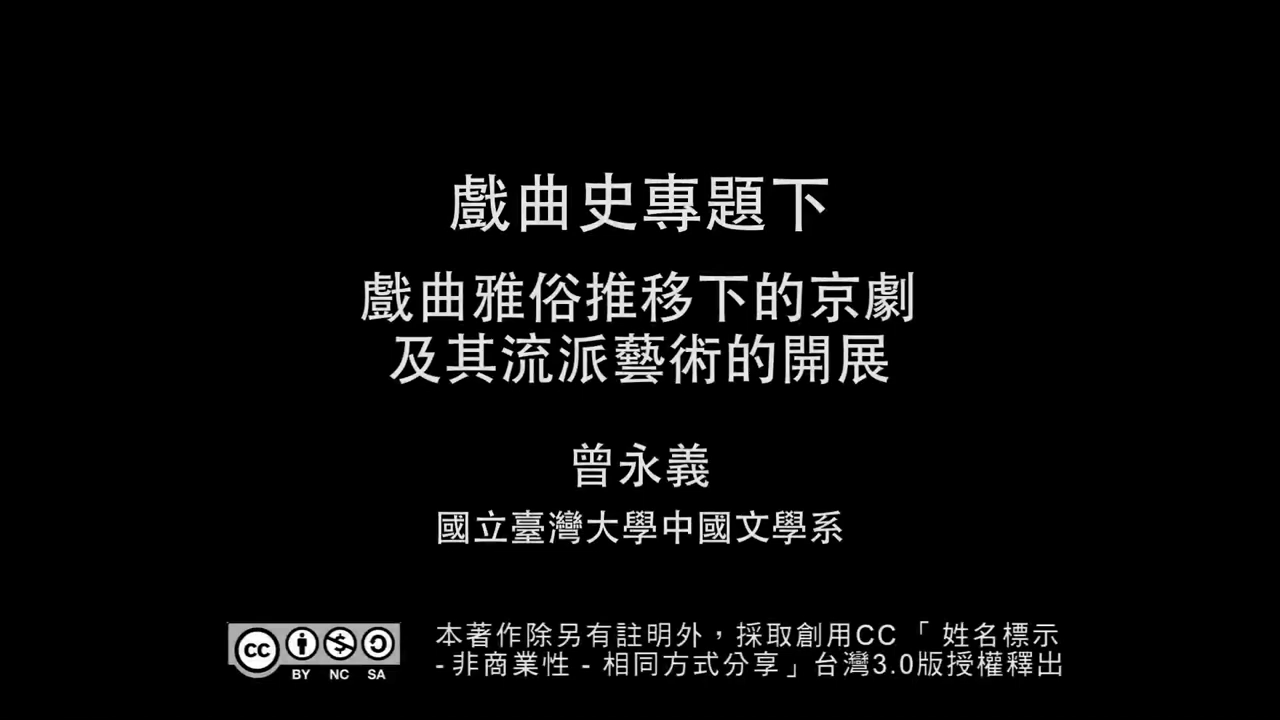 戲曲史專題下
戲曲雅俗推移下的京劇
及其流派藝術的開展
曾永義
國立臺灣大學中國文學系
本著作除另有註明外，採取創用CC「 姓名標示
- 非商業性 - 相同方式分享」台灣3.0版授權釋出
cc
BY NC SA